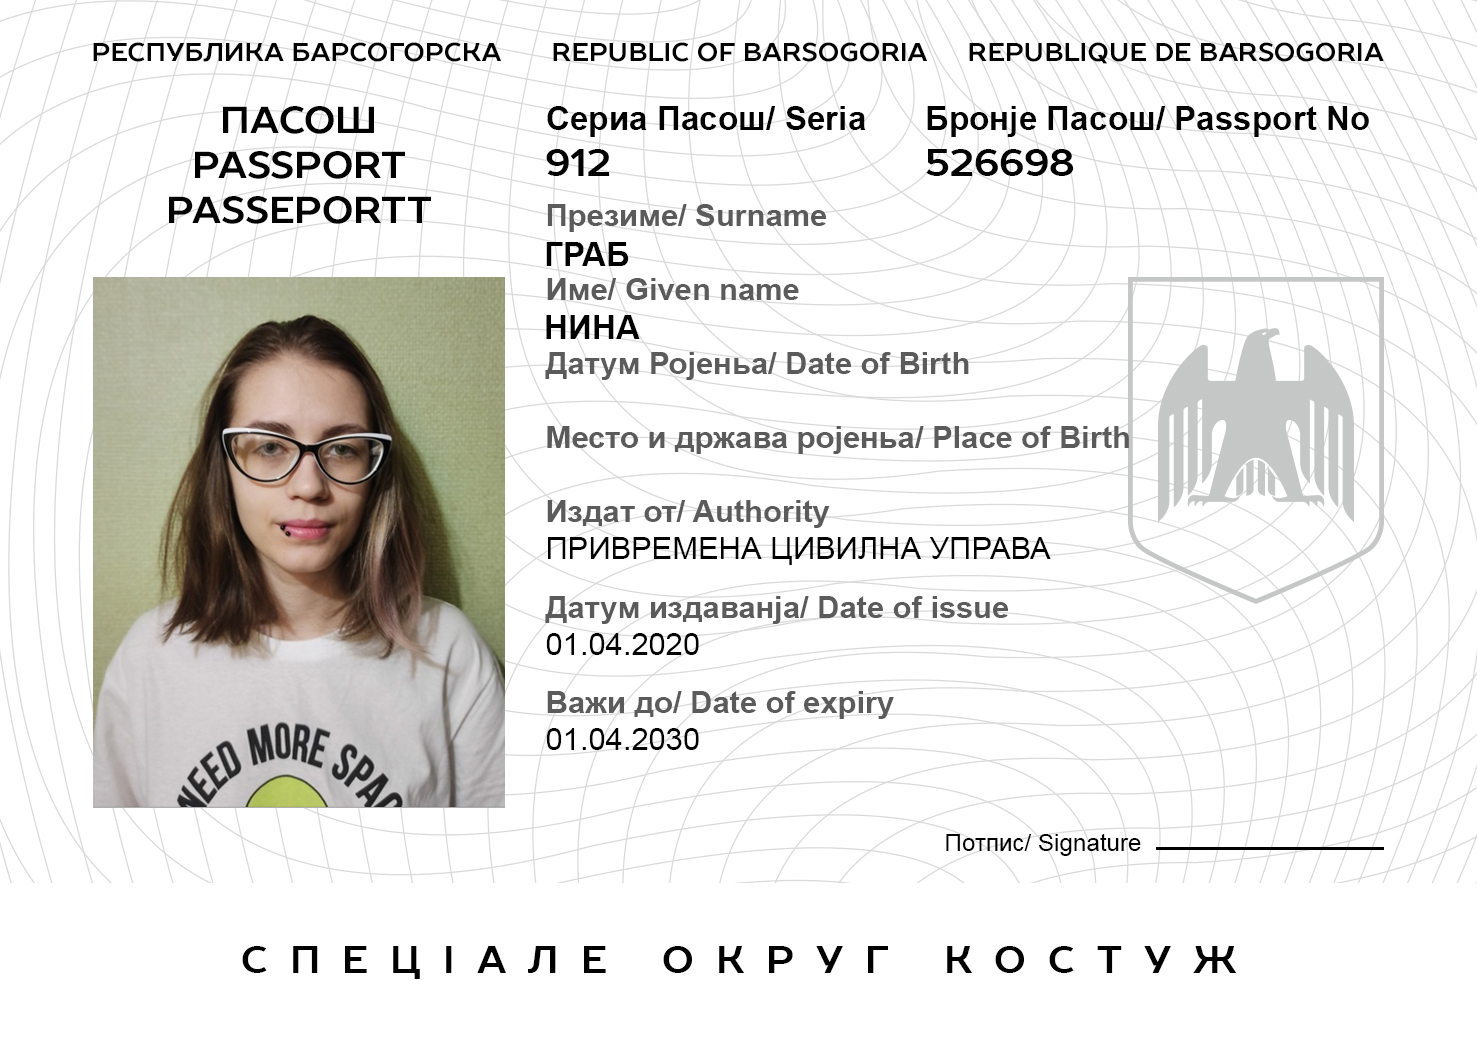 РЕСПУБЛИКА БАРСОГОРСКА
REPUBLIC OF BARSOGORIA
REPUBLIQUE DE BARSOGORIA
ПАСОШ
PASSPORT
PASSEPORTT
Сериа Пасош/ Seria
912
Бронје Пасош/ Passport No
526698
Презиме/ Surname
ГРАБ
Име/ Given name
НИНА
Датум Роjeњa/ Date of Birth
Место и држава роjeњa/ Place of Birth
Издат от/ Authority
ПРИВРЕМЕНА ЦИВИЛНА УПРАВА
Датум издавањja/ Date of issue
01.04.2020
Важи до/ Date of expiry
01.04.2030
NEED MORE SPAC
Потпис/ Signature
СПЕЦІАЛЕ ОКРУГ КОСТУЖ